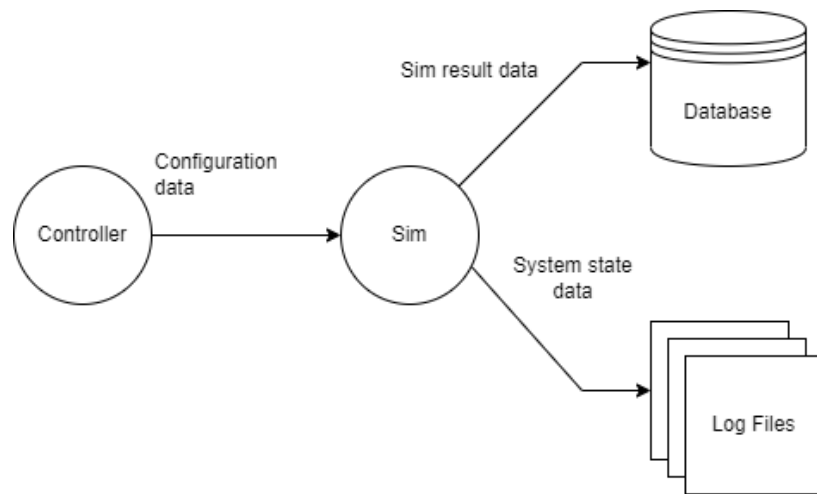 Sim result data
Database
Configuration
data
Controller
Sim
System state
data
Log Files